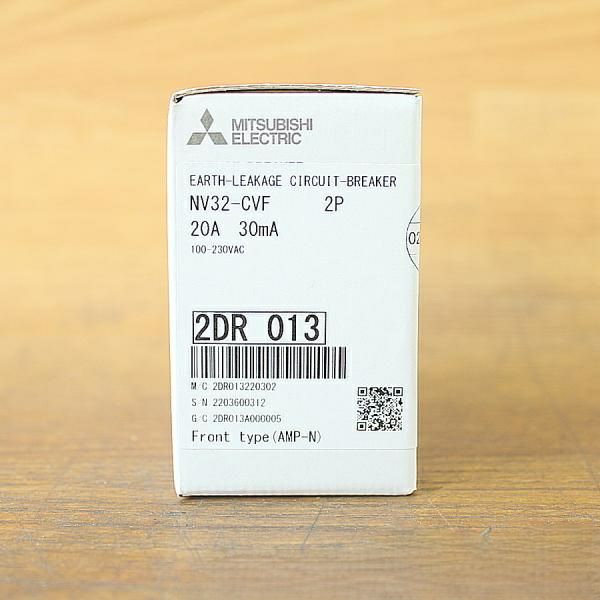 MITSUBISHI
ELECTRIC
EARTH-LEAKAGE CIRCUIT-BREAKER
NV32-CVF 2P
20A 30mA
100-230VAC
02
2DR 013
M/C 2DR013220302
S/N 2203600312
G/C 2DR013A000005
Front type(AMP-N)